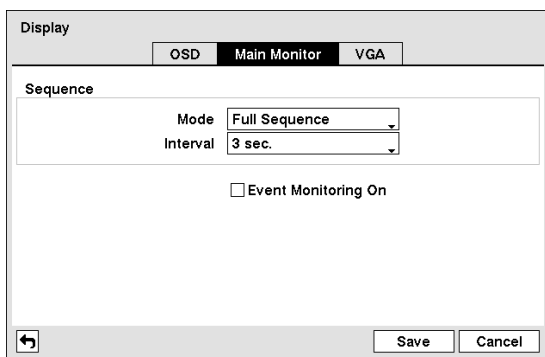 Display
OSD Main Monitor VGA
Sequence
Mode Full Sequence
Interval 3 sec.
Event Monitoring On
Save Cancel